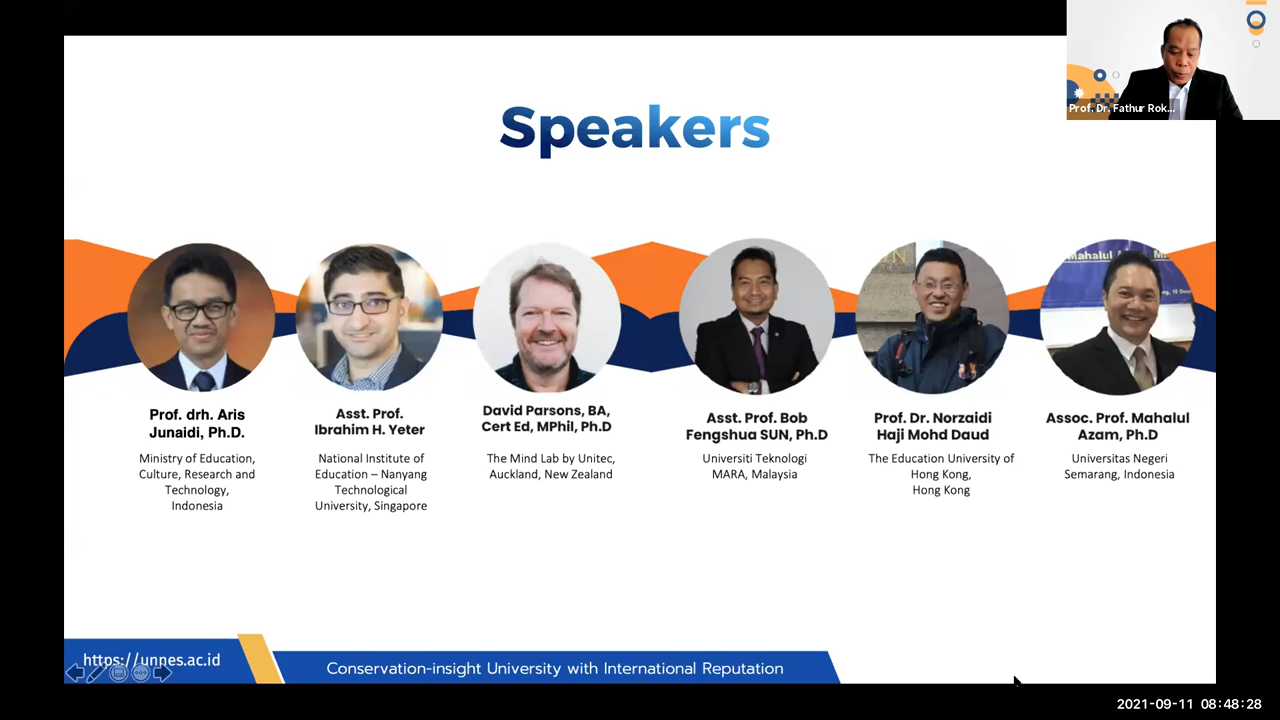 Prof. Dr. Fathur Rok...
Speakers
Mahalul
Prof. drh. Aris
Junaidi, Ph.D.
Ministry of Education,
Culture, Research and
Technology,
Indonesia
Asst. Prof.
Ibrahim H. Yeter
National Institute of
Education – Nanyang
Technological
University, Singapore
David Parsons, BA,
Cert Ed, MPhil, Ph.D
The Mind Lab by Unitec,
Auckland, New Zealand
Asst. Prof. Bob
Fengshua SUN, Ph.D
Universiti Teknologi
MARA, Malaysia
Prof. Dr. Norzaidi
Haji Mohd Daud
The Education University of
Hong Kong,
Hong Kong
Assoc. Prof. Mahalul
Azam, Ph.D
Universitas Negeri
Semarang, Indonesia
https://unnes.ac.id
Conservation-insight University with International Reputation
2021-09-11 08:48:28